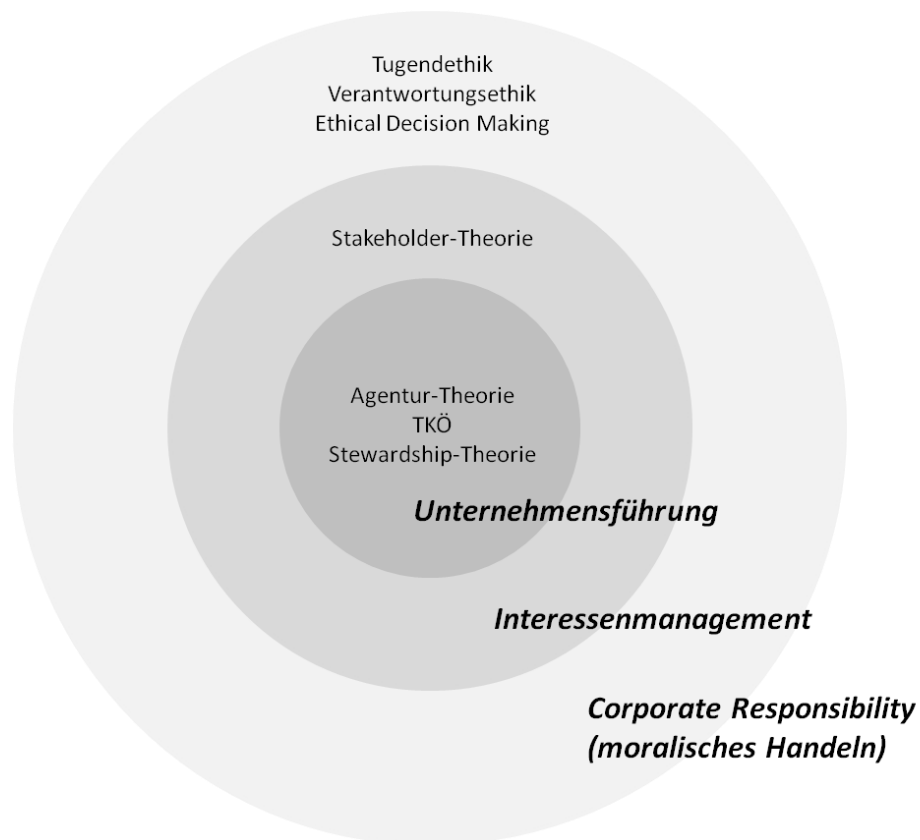 Tugendethik
Verantwortungsethik
Ethical Decision Making
Stakeholder-Theorie
Agentur-Theorie
TKÖ
Stewardship-Theorie
Unternehmensführung
Interessenmanagement
Corporate Responsibility
(moralisches Handeln)